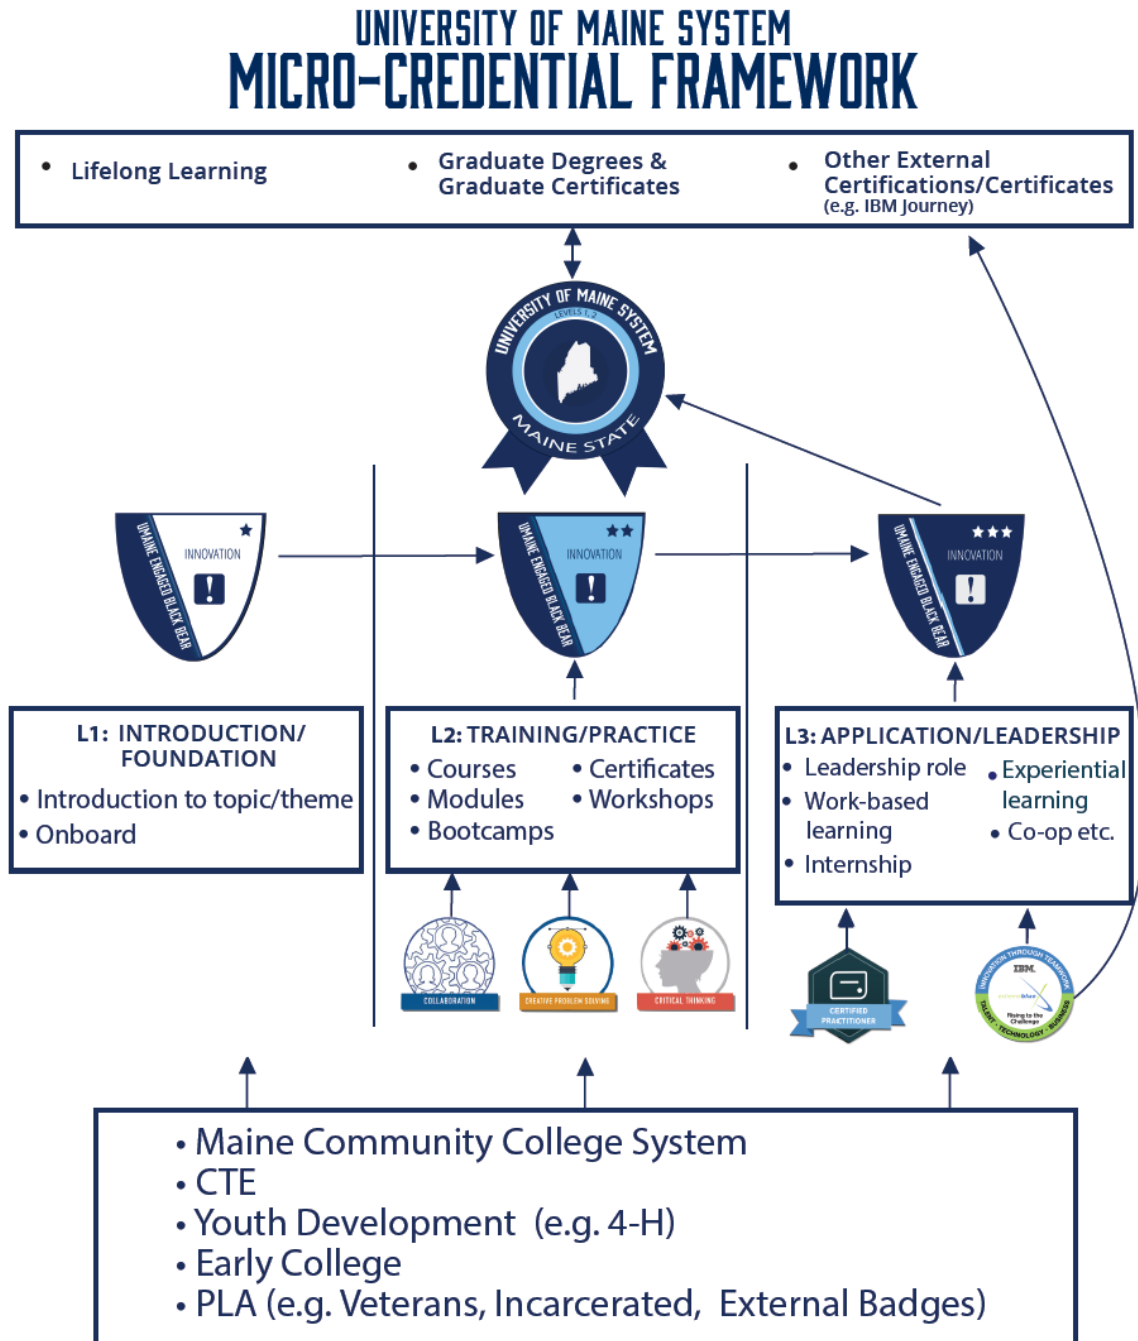 UNIVERSITY OF MAINE SYSTEM
MICRO-CREDENTIAL FRAMEWORK
• Lifelong Learning
• Graduate Degrees &
Graduate Certificates
• Other External
Certifications/Certificates
(e.g. IBM Journey)
UNIVERSITY OF MAINE SYSTEM
LEVELS 1, 2
MAINE STATE
UMAINE ENGAGED BLACK BEAR
INNOVATION
!
UMAINE ENGAGED BLACK BEAR
INNOVATION
!
UMAINE ENGAGED BLACK BEAR
INNOVATION
!
L1: INTRODUCTION/
FOUNDATION
• Introduction to topic/theme
• Onboard
L2: TRAINING/PRACTICE
• Courses
• Modules
• Bootcamps
• Certificates
• Workshops
L3: APPLICATION/LEADERSHIP
• Leadership role
• Work-based
learning
• Internship
• Experiential
learning
• Co-op etc.
COLLABORATION
CREATIVE PROBLEM SOLVING
CRITICAL THINKING
CERTIFIED
PRACTITIONER
INNOVATION THROUGH TEAMWORK
IBM.
Rising to the
Challenge
TALENT • TECHNOLOGY • BUSINESS
• Maine Community College System
• CTE
• Youth Development (e.g. 4-H)
• Early College
• PLA (e.g. Veterans, Incarcerated, External Badges)